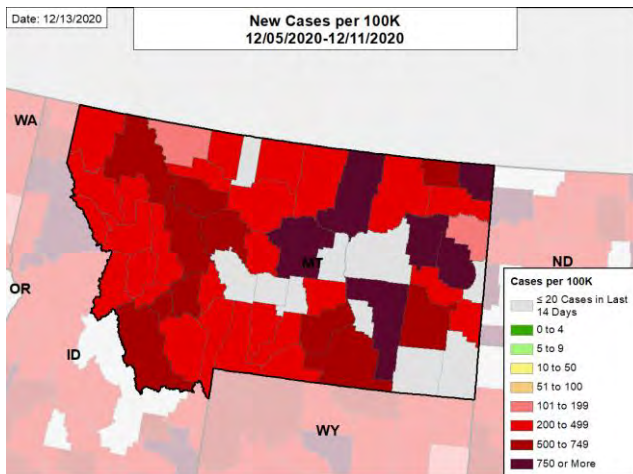 Date: 12/13/2020
New Cases per 100K
12/05/2020-12/11/2020
WA
MT
ND
OR
ID
WY
Cases per 100K
≤ 20 Cases in Last
14 Days
0 to 4
5 to 9
10 to 50
51 to 100
101 to 199
200 to 499
500 to 749
750 or More